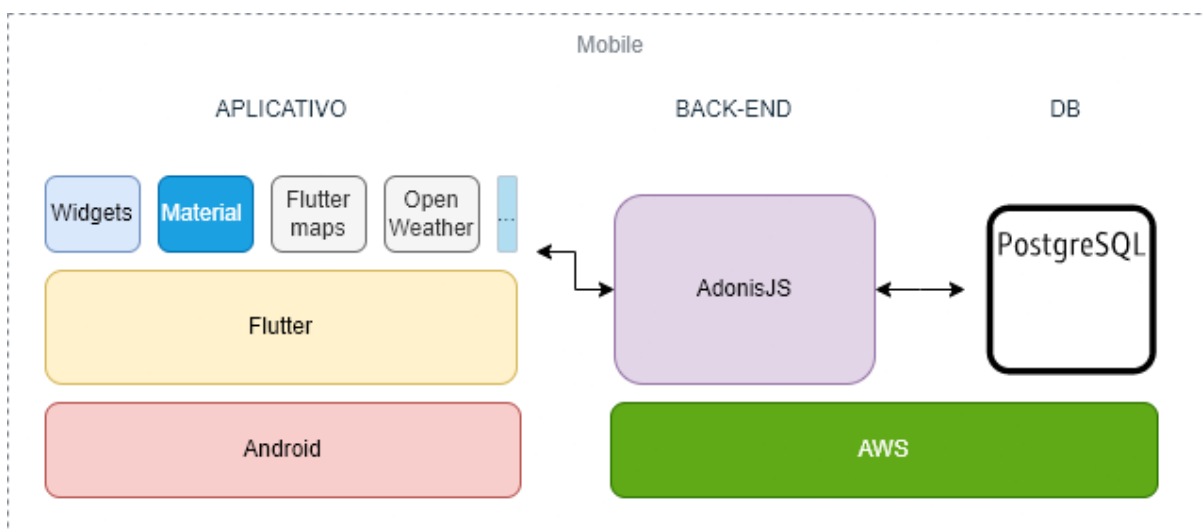 Mobile
APLICATIVO
BACK-END
DB
Widgets
Material
Flutter
maps
Open
Weather
...
Flutter
Android
AdonisJS
PostgreSQL
AWS